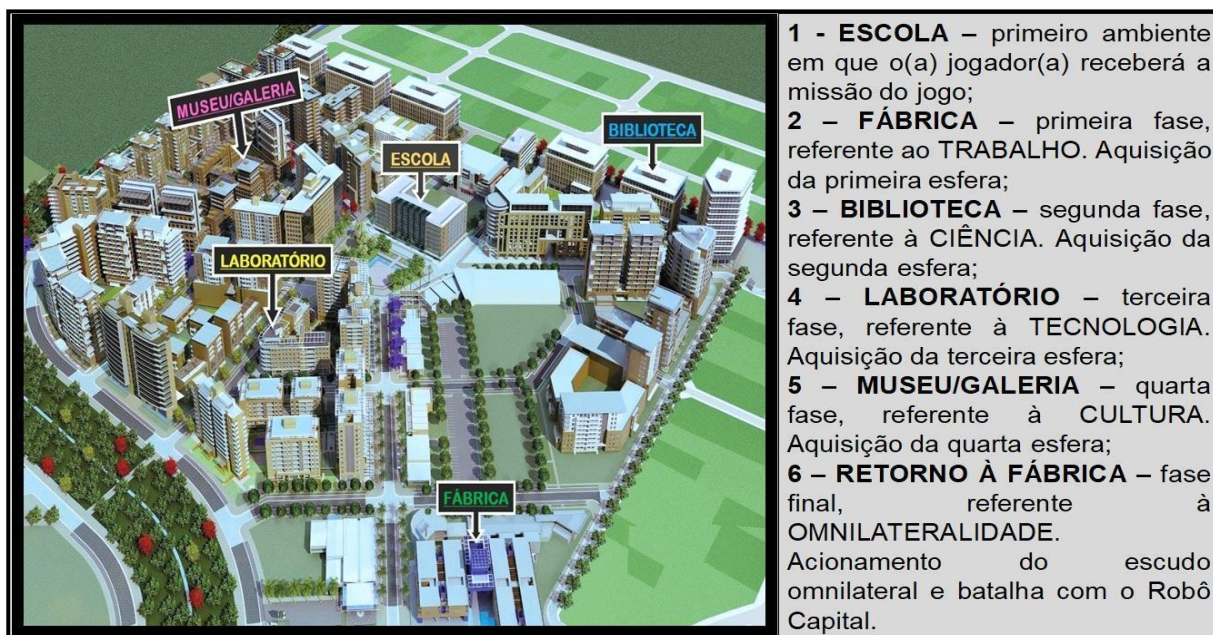 MUSEU/GALERIA
BIBLIOTECA
ESCOLA
LABORATÓRIO
FÁBRICA
1 - ESCOLA – primeiro ambiente
em que o(a) jogador(a) receberá a
missão do jogo;
2 – FÁBRICA – primeira fase,
referente ao TRABALHO. Aquisição
da primeira esfera;
3 – BIBLIOTECA – segunda fase,
referente à CIÊNCIA. Aquisição da
segunda esfera;
4 – LABORATÓRIO – terceira
fase, referente à TECNOLOGIA.
Aquisição da terceira esfera;
5 – MUSEU/GALERIA – quarta
fase, referente à CULTURA.
Aquisição da quarta esfera;
6 – RETORNO À FÁBRICA – fase
final, referente à
OMNILATERALIDADE.
Acionamento do escudo
omnilateral e batalha com o Robô
Capital.